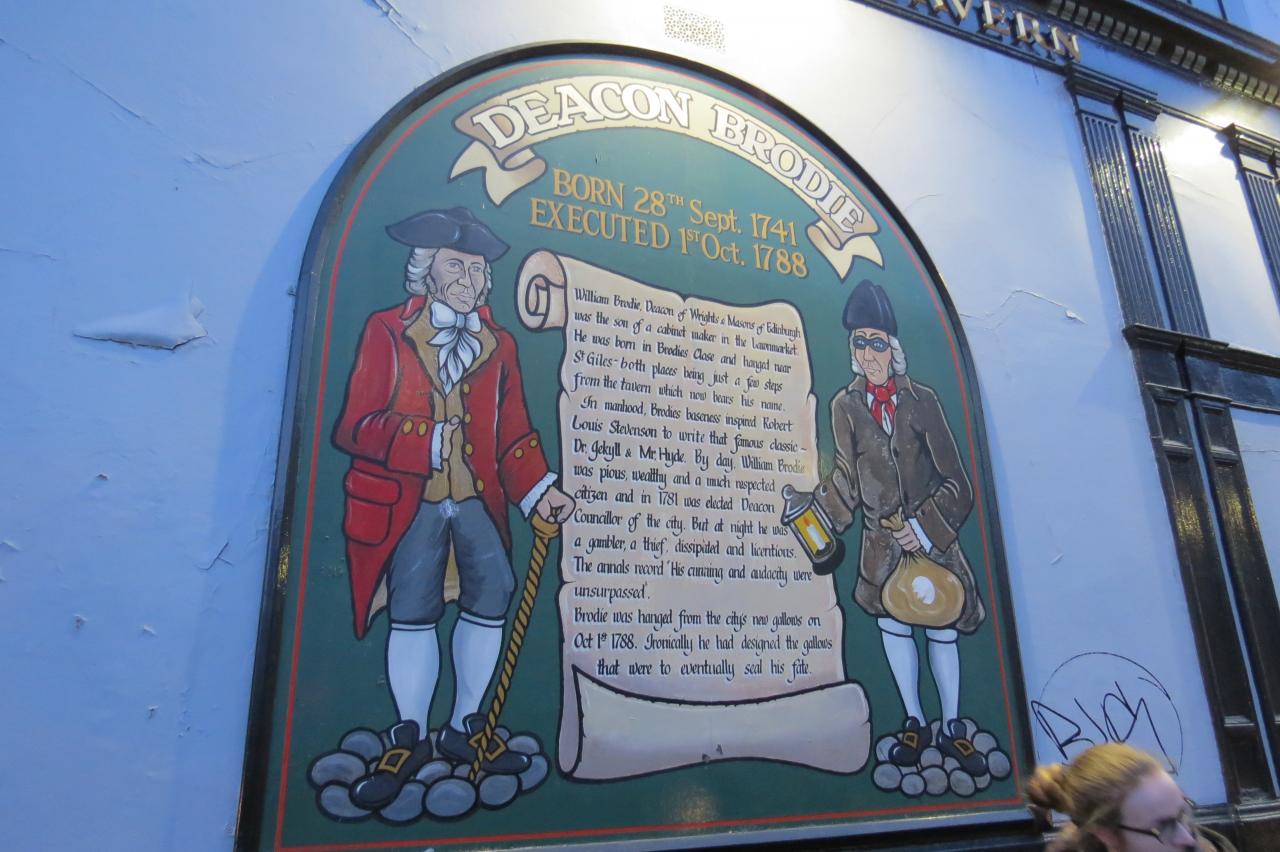 AVERN
DEACON BRODIE
BORN 28TH Sept. 1741
EXECUTED 1ST Oct. 1788
William Brodie, Deacon of Wrights & Masons of Edinburgh
was the son of a cabinet maker in the Lawnmarket.
He was born in Brodies Close and hanged near
St Giles - both places being just a few steps
from the tavern which now bears his name.
In manhood, Brodies baseness inspired Robert
Louis Stevenson to write that famous classic -
Dr. Jekyll & Mr. Hyde. By day, William Brodie
was pious, wealthy and a much respected
citizen and in 1781 was elected Deacon
Councillor of the city. But at night he was
a gambler, a thief, dissipated and licentious.
The annals record 'His cunning and audacity were
unsurpassed'.
Brodie was hanged from the city's new gallows on
Oct 1st 1788. Ironically he had designed the gallows
that were to eventually seal his fate.